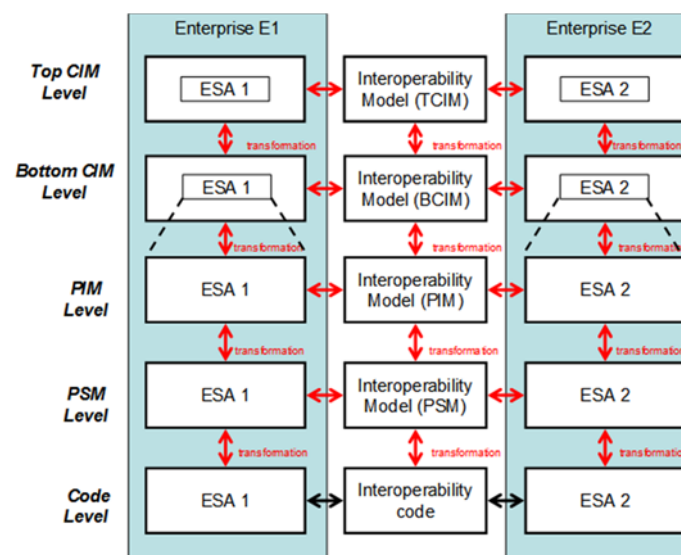 Enterprise E1
Enterprise E2
Top CIM
Level
ESA 1
Interoperability
Model (TCIM)
ESA 2
transformation
transformation
transformation
Bottom CIM
Level
ESA 1
Interoperability
Model (BCIM)
ESA 2
transformation
transformation
transformation
PIM
Level
ESA 1
Interoperability
Model (PIM)
ESA 2
transformation
transformation
transformation
PSM
Level
ESA 1
Interoperability
Model (PSM)
ESA 2
transformation
transformation
transformation
Code
Level
ESA 1
Interoperability
code
ESA 2